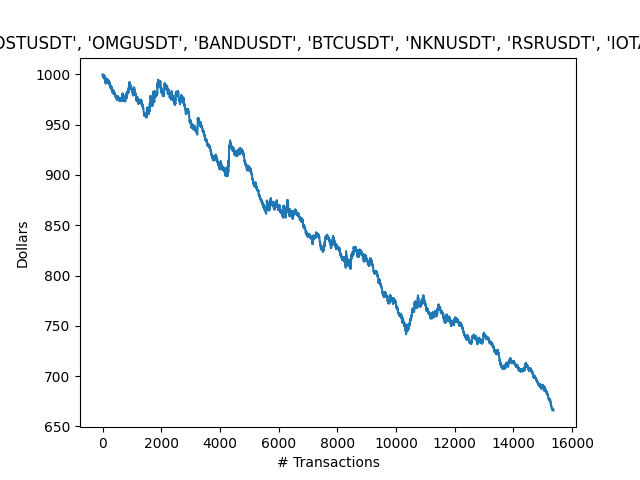 OSTUSDT', 'OMGUSDT', 'BANDUSDT', 'BTCUSDT', 'NKNUSDT', 'RSRUSDT', 'IOTA
1000
950
900
850
800
750
700
650
Dollars
0 2000 4000 6000 8000 10000 12000 14000 16000
# Transactions